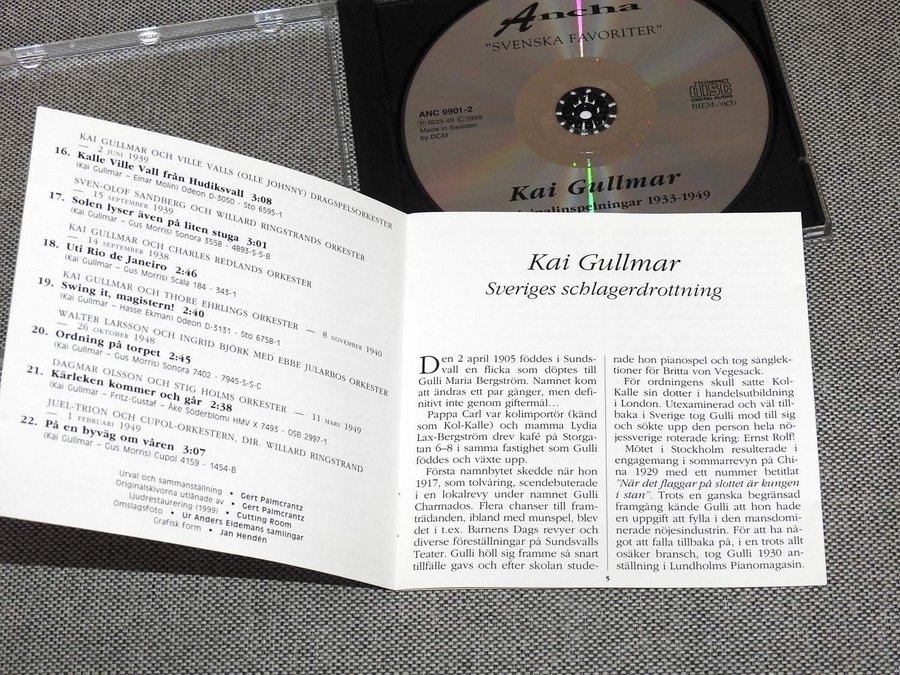 Ancha
"SVENSKA FAVORITER"
ANC 9901-2
Ⓟ 1933-49 Ⓒ1999
Made in Sweden
by DCM
COMPACT
disc
DIGITAL AUDIO
BIEM/ncb
Kai Gullmar
originalinspelningar 1933-1949
KAI GULLMAR OCH VILLE VALLS (OLLE JOHNNY) DRAGSPELSORKESTER
— 2 JUNI 1939
16. Kalle Ville Vall från Hudiksvall 3:08
(Kai Gullmar – Einar Molin) Odeon D-3050 · Sto 6595-1
SVEN-OLOF SANDBERG OCH WILLARD RINGSTRANDS ORKESTER
— 15 SEPTEMBER 1939
17. Solen lyser även på liten stuga 3:01
(Kai Gullmar – Gus Morris) Sonora 3558 · 4893-S-S-B
KAI GULLMAR OCH CHARLES REDLANDS ORKESTER
— 14 SEPTEMBER 1938
18. Uti Rio de Janeiro 2:46
(Kai Gullmar – Gus Morris) Scala 184 · 343-1
KAI GULLMAR OCH THORE EHRLINGS ORKESTER — 8 NOVEMBER 1940
19. Swing it, magistern! 2:40
(Kai Gullmar – Hasse Ekman) Odeon D-3131 · Sto 6758-1
WALTER LARSSON OCH INGRID BJÖRK MED EBBE JULARBOS ORKESTER
— 26 OKTOBER 1948
20. Ordning på torpet 2:45
(Kai Gullmar – Gus Morris) Sonora 7402 · 7945-S-S-C
DAGMAR OLSSON OCH STIG HOLMS ORKESTER — 11 MARS 1949
21. Kärleken kommer och går 2:38
(Kai Gullmar – Fritz-Gustaf – Åke Söderblom) HMV X 7493 · OSB 2997-1
JUEL-TRION OCH CUPOL-ORKESTERN, DIR. WILLARD RINGSTRAND
— 1 FEBRUARI 1949
22. På en byväg om våren 3:07
(Kai Gullmar – Gus Morris) Cupol 4159 · 1454-B
Urval och sammanställning • Gert Palmcrantz
Originalskivorna utlånade av • Gert Palmcrantz
Ljudrestaurering (1999) • Cutting Room
Omslagsfoto • Ur Anders Eldemans samlingar
Grafisk form • Jan Hendén
Kai Gullmar
Sveriges schlagerdrottning
Den 2 april 1905 föddes i Sunds-
vall en flicka som döptes till
Gulli Maria Bergström. Namnet kom
att ändras ett par gånger, men defi-
nitivt inte genom giftermål...
Pappa Carl var kolimportör (känd
som Kol-Kalle) och mamma Lydia
Lax-Bergström drev kafé på Storga-
tan 6–8 i samma fastighet som Gulli
föddes och växte upp.
Första namnbytet skedde när hon
1917, som tolvåring, scendebuterade
i en lokalrevy under namnet Gulli
Charmados. Flera chanser till fram-
trädanden, ibland med munspel, blev
det i t.ex. Barnens Dags revyer och
diverse föreställningar på Sundsvalls
Teater. Gulli höll sig framme så snart
tillfälle gavs och efter skolan stude-
rade hon pianospel och tog sånglek-
tioner för Britta von Vegesack.
För ordningens skull satte Kol-
Kalle sin dotter i handelsutbildning
i London. Utexaminerad och väl till-
baka i Sverige tog Gulli mod till sig
och sökte upp den person hela nö-
jessverige roterade kring: Ernst Rolf!
Mötet i Stockholm resulterade i
engagemang i sommarrevyn på Chi-
na 1929 med ett nummer betitlat
"När det flaggar på slottet är kungen
i stan". Trots en ganska begränsad
framgång kände Gulli att hon hade
en uppgift att fylla i den mansdomi-
nerade nöjesindustrin. För att ha nå-
got att falla tillbaka på, i en trots allt
osäker bransch, tog Gulli 1930 an-
ställning i Lundholms Pianomagasin.
5